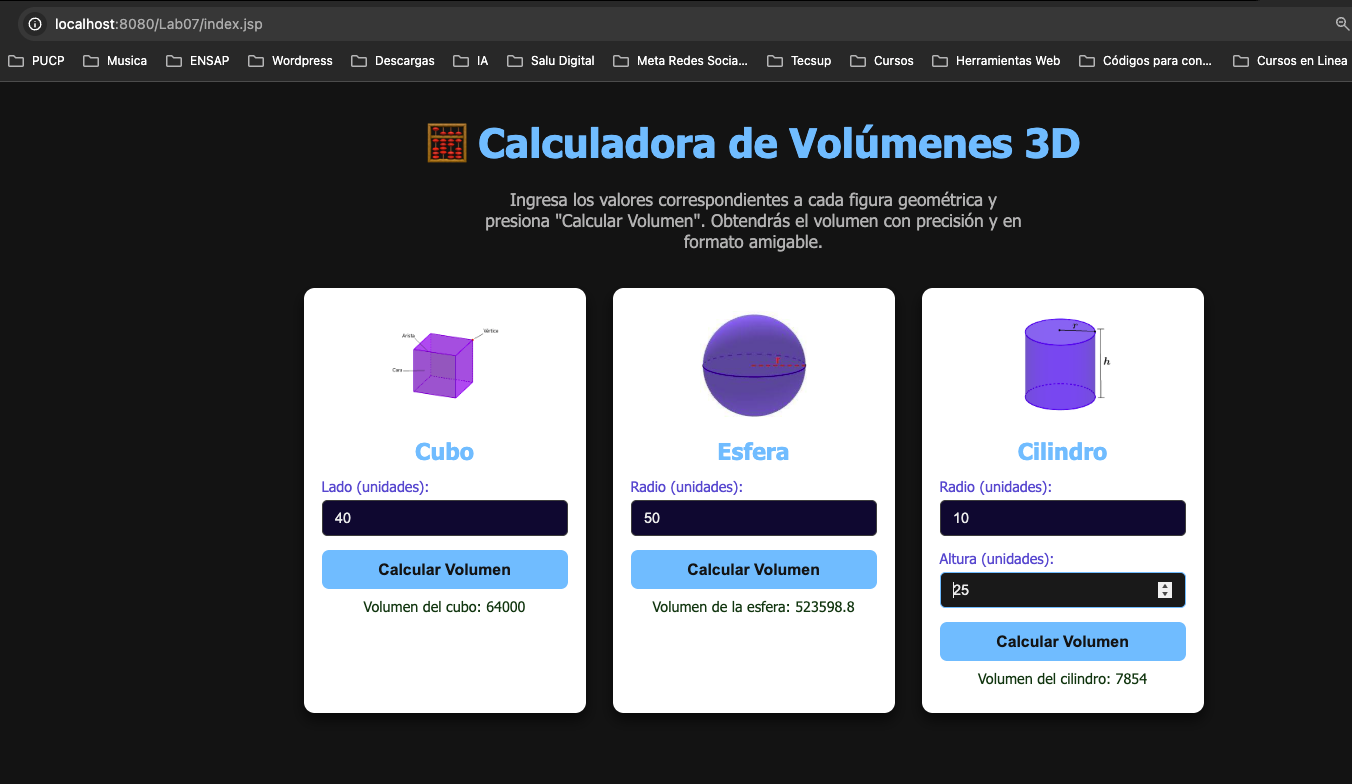 localhost:8080/Lab07/index.jsp
PUCP Musica ENSAP Wordpress Descargas IA Salu Digital Meta Redes Socia... Tecsup Cursos Herramientas Web Códigos para con... Cursos en Linea
Calculadora de Volúmenes 3D
Ingresa los valores correspondientes a cada figura geométrica y
presiona "Calcular Volumen". Obtendrás el volumen con precisión y en
formato amigable.
Arista
Vértice
Cara
Cubo
Lado (unidades):
40
Calcular Volumen
Volumen del cubo: 64000
R
Esfera
Radio (unidades):
50
Calcular Volumen
Volumen de la esfera: 523598.8
r
h
Cilindro
Radio (unidades):
10
Altura (unidades):
25
Calcular Volumen
Volumen del cilindro: 7854